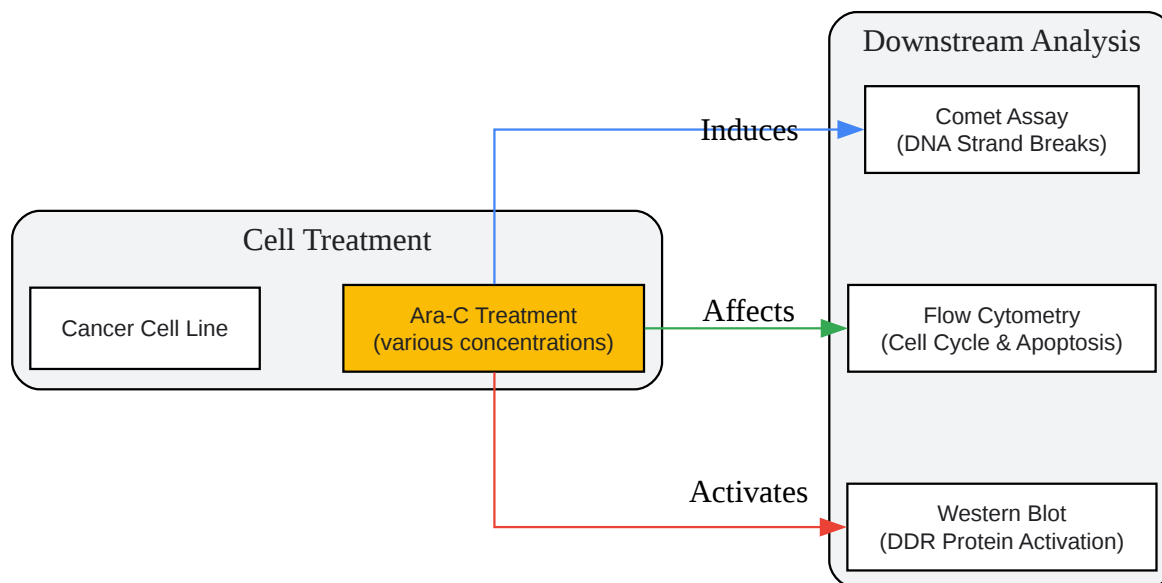 Downstream Analysis
Comet Assay
(DNA Strand Breaks)
Induces
Cell Treatment
Cancer Cell Line
Ara-C Treatment
(various concentrations)
Affects
Flow Cytometry
(Cell Cycle & Apoptosis)
Activates
Western Blot
(DDR Protein Activation)